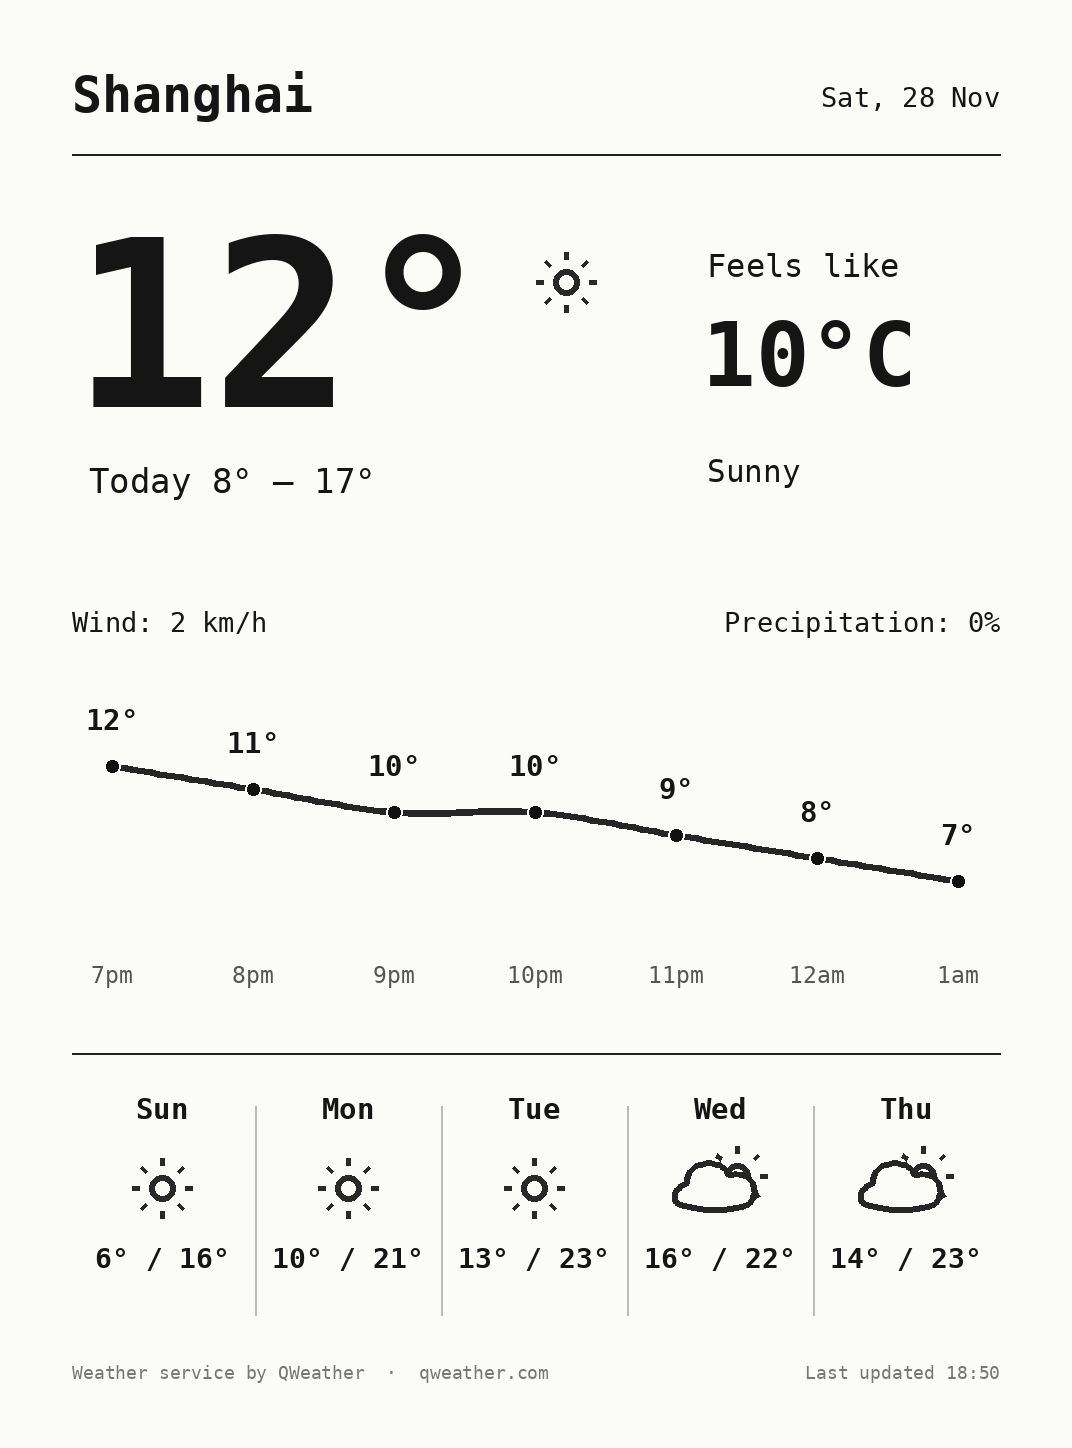 Shanghai
Sat, 28 Nov
12°
Feels like
10°C
Today 8° – 17°
Sunny
Wind: 2 km/h
Precipitation: 0%
12°
11°
10°
10°
9°
8°
7°
7pm
8pm
9pm
10pm
11pm
12am
1am
Sun
Mon
Tue
Wed
Thu
6° / 16°
10° / 21°
13° / 23°
16° / 22°
14° / 23°
Weather service by QWeather · qweather.com
Last updated 18:50